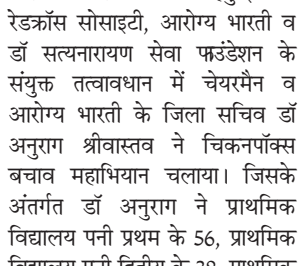 रेडक्रॉस सोसाइटी, आरोग्य भारती व
डॉ सत्यनारायण सेवा फाउंडेशन के
संयुक्त तत्वावधान में चेयरमैन व
आरोग्य भारती के जिला सचिव डॉ
अनुराग श्रीवास्तव ने चिकनपॉक्स
बचाव महाभियान चलाया। जिसके
अंतर्गत डॉ अनुराग ने प्राथमिक
विद्यालय पनी प्रथम के 56, प्राथमिक